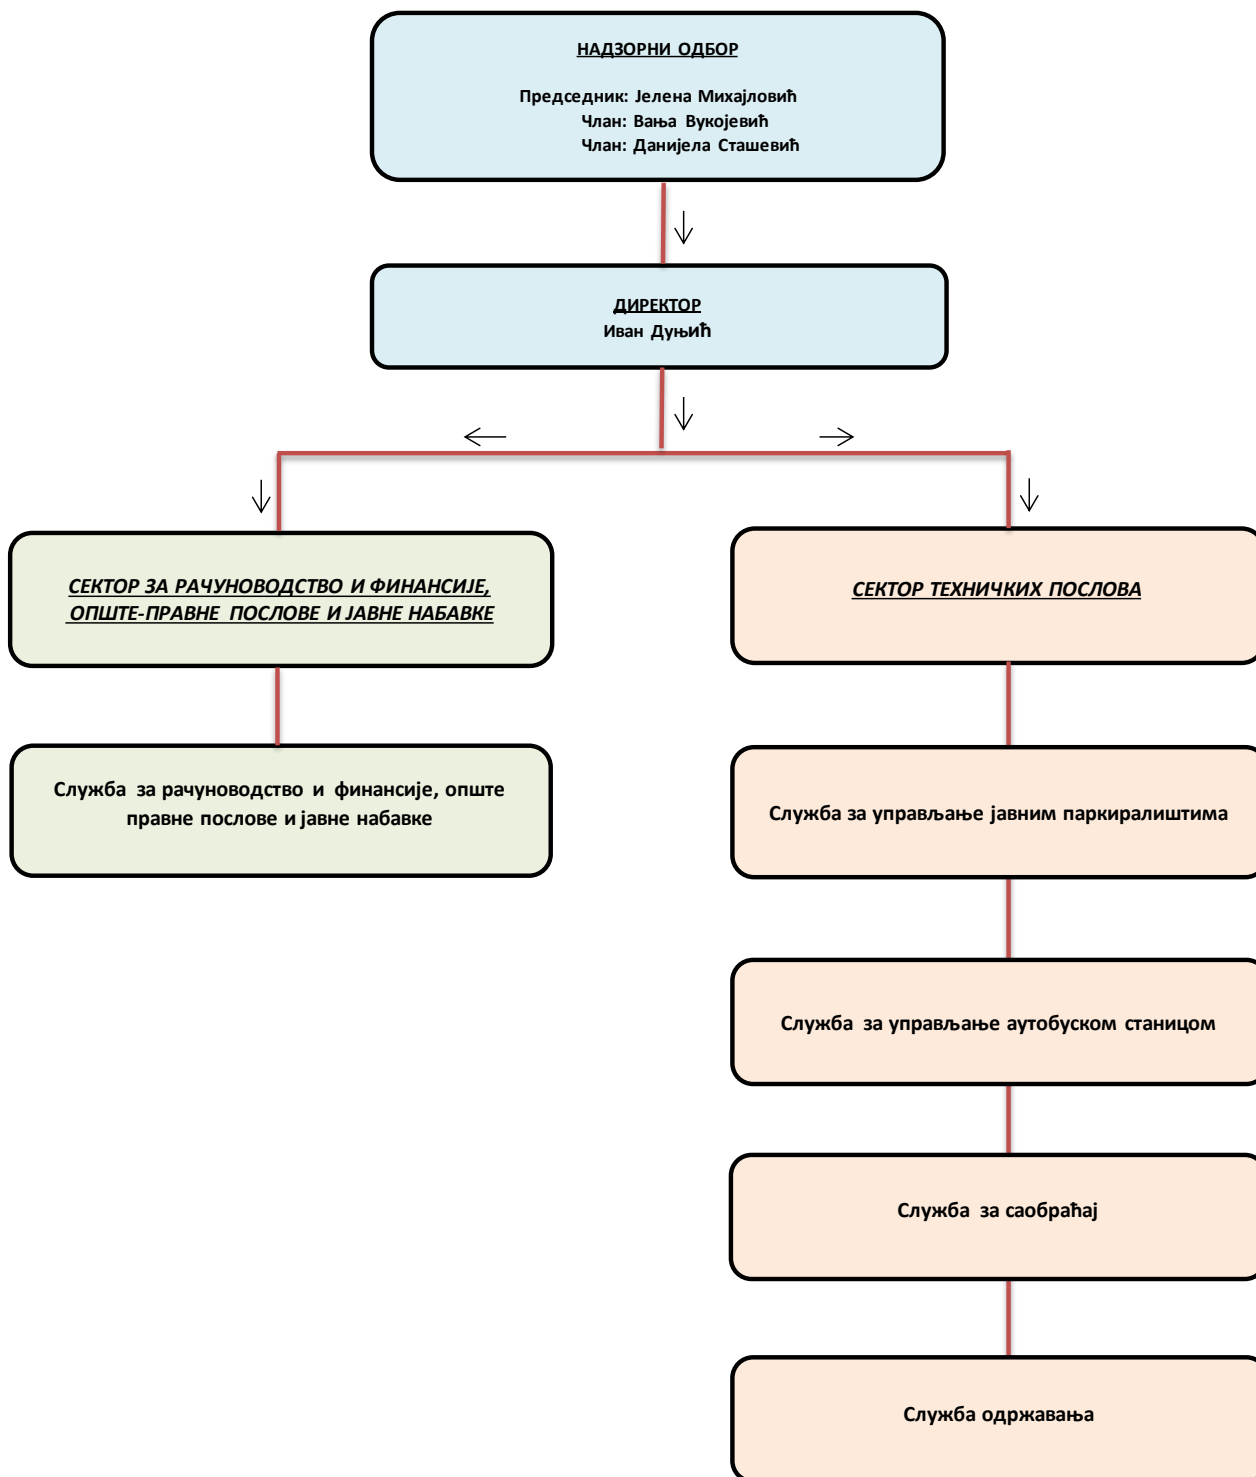 НАДЗОРНИ ОДБОР
Председник: Јелена Михајловић
Члан: Вања Вукојевић
Члан: Данијела Сташевић
ДИРЕКТОР
Иван Дуњић
СЕКТОР ЗА РАЧУНОВОДСТВО И ФИНАНСИЈЕ,
ОПШТЕ-ПРАВНЕ ПОСЛОВЕ И ЈАВНЕ НАБАВКЕ
Служба за рачуноводство и финансије, опште
правне послове и јавне набавке
СЕКТОР ТЕХНИЧКИХ ПОСЛОВА
Служба за управљање јавним паркиралиштима
Служба за управљање аутобуском станицом
Служба за саобраћај
Служба одржавања